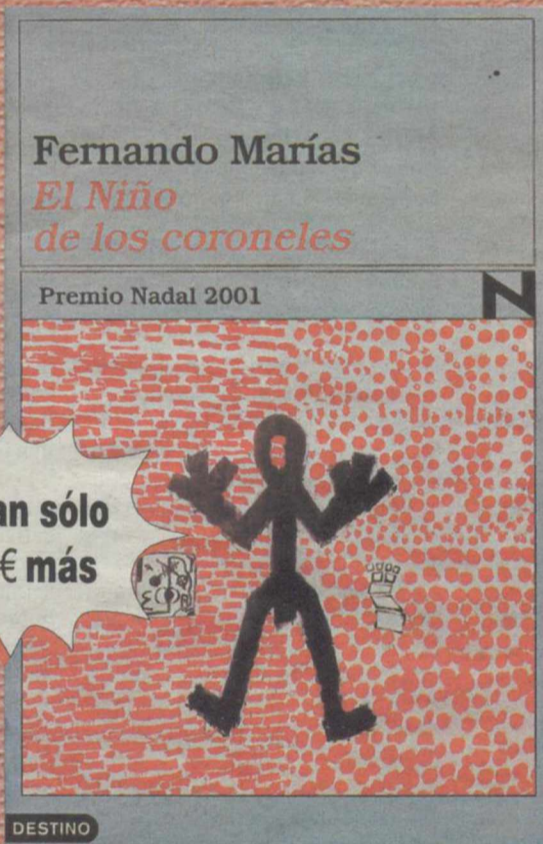 Fernando Marías
El Niño
de los coroneles
Premio Nadal 2001
N
an sólo
€ más
DESTINO